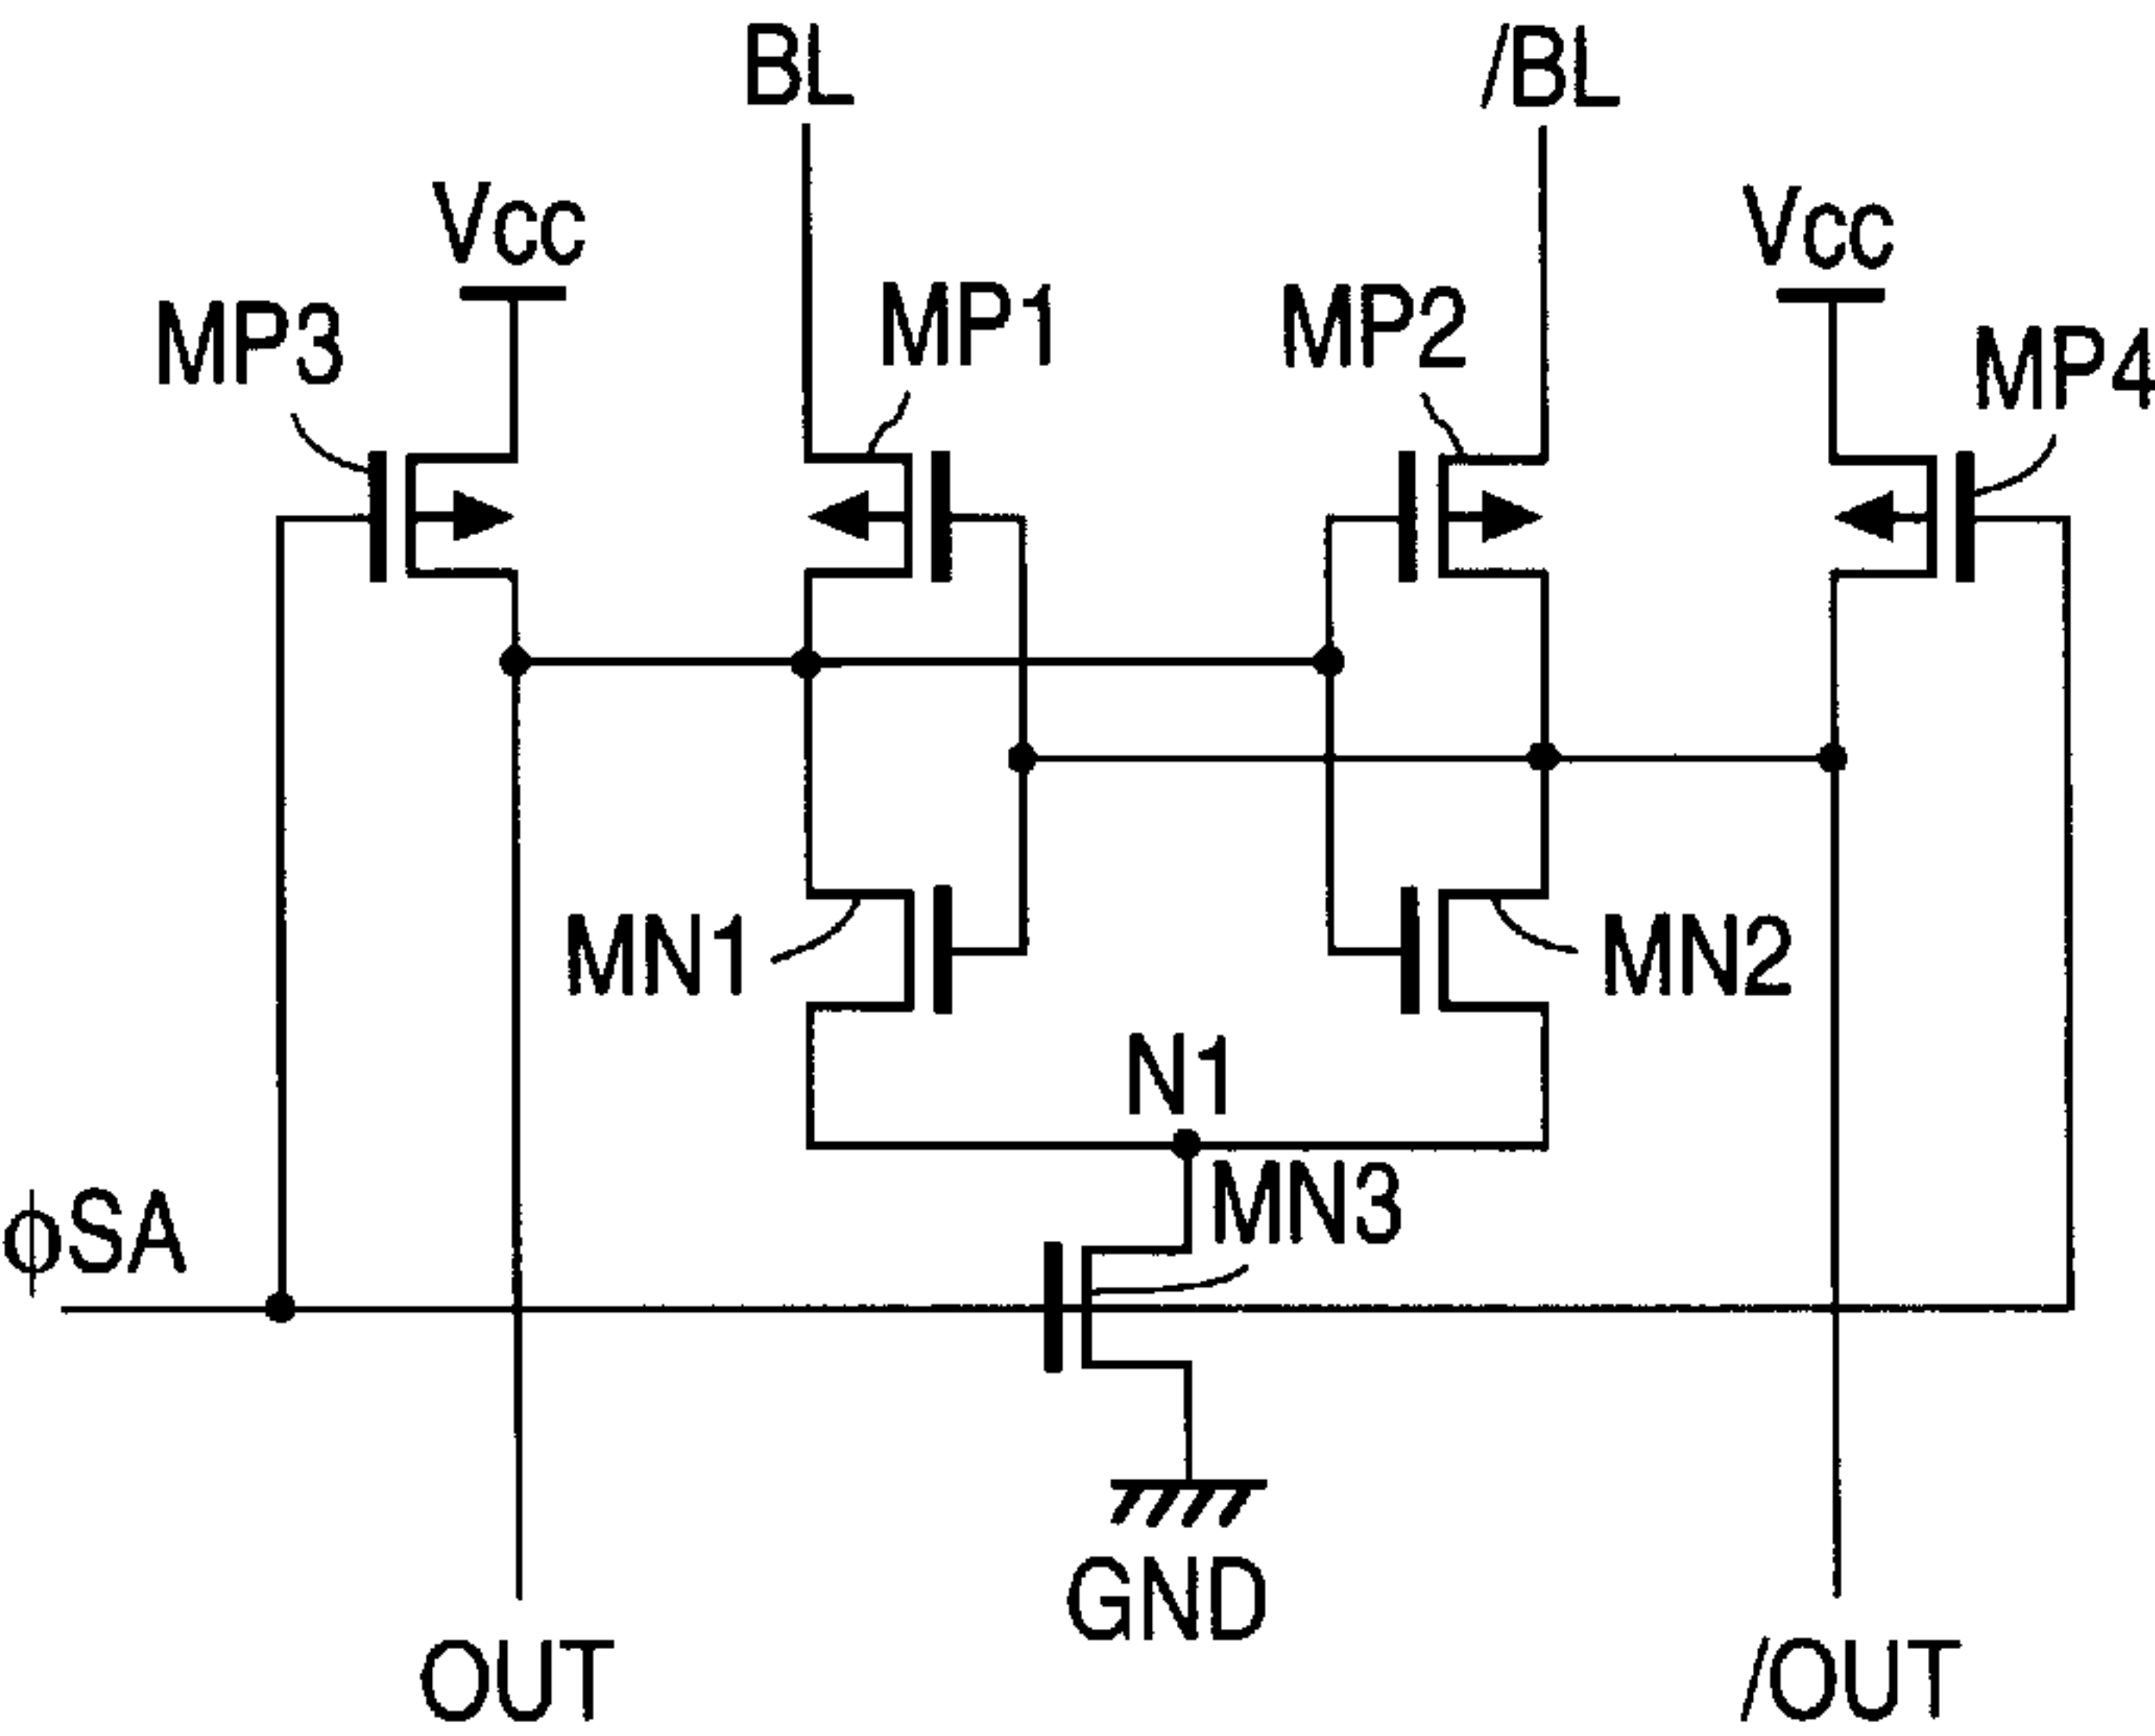 BL
/BL
Vcc
Vcc
MP3
MP1
MP2
MP4
MN1
MN2
N1
MN3
ϕSA
GND
OUT
/OUT